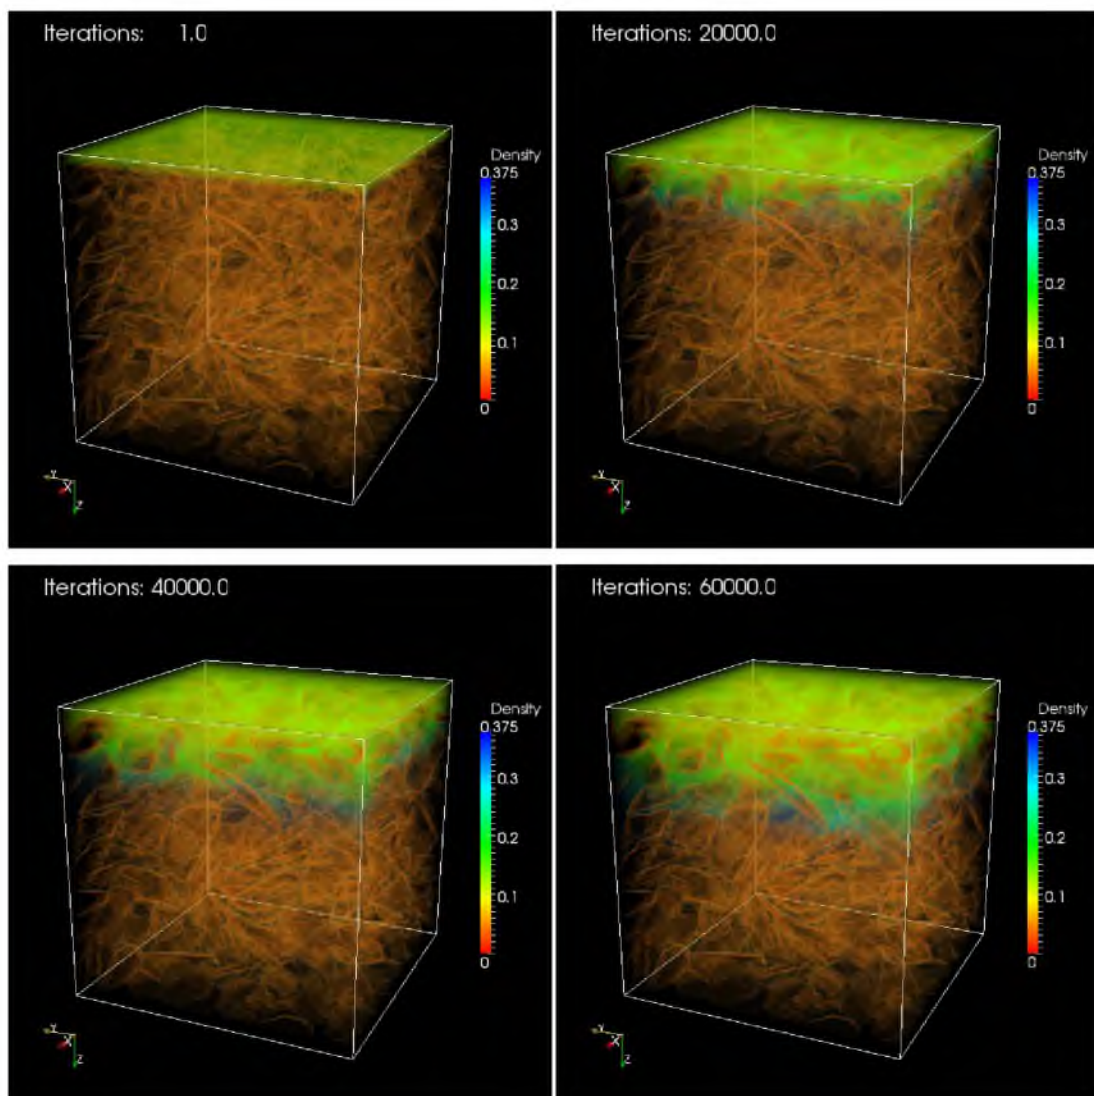 Iterations: 1.0
Density
0.375
0.3
0.2
0.1
0
Y
X
Z
Iterations: 20000.0
Density
0.375
0.3
0.2
0.1
0
Y
X
Z
Iterations: 40000.0
Density
0.375
0.3
0.2
0.1
0
Y
X
Z
Iterations: 60000.0
Density
0.375
0.3
0.2
0.1
0
Y
X
Z